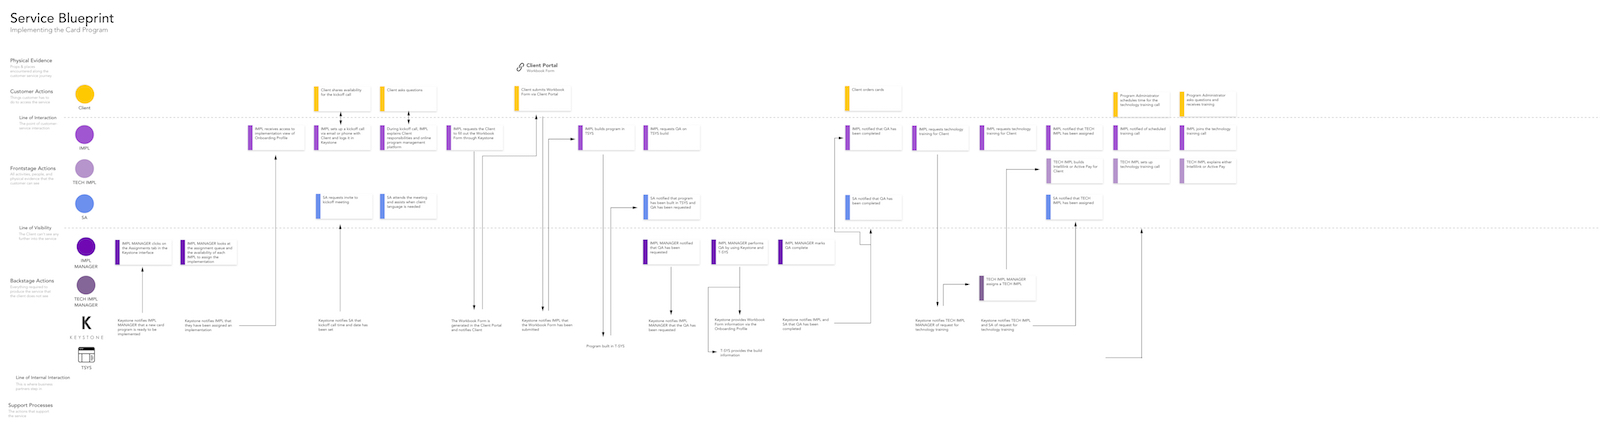 Service Blueprint
Implementing the Card Program
Physical Evidence
Props & places
encountered along the
customer service journey
Client Portal
Workbook Form
Customer Actions
Things customer has to
do to access the service
Client
Client shares availability
for the kickoff call
Client asks questions
Client submits Workbook
Form via Client Portal
Client orders cards
Program Administrator
schedules time for the
technology training call
Program Administrator
asks questions and
receives training
Line of Interaction
The point of customer
service interaction
IMPL
IMPL receives access to
implementation view of
Onboarding Profile
IMPL sets up a kickoff call
via email or phone with
Client and logs it in
Keystone
During kickoff call, IMPL
explains Client
responsibilities and online
program management
platform
IMPL requests the Client
to fill out the Workbook
Form through Keystone
IMPL builds program in
TSYS
IMPL requests QA on
TSYS build
IMPL notified that QA has
been completed
IMPL requests technology
training for Client
IMPL requests technology
training for Client
IMPL notified that TECH
IMPL has been assigned
IMPL notified of scheduled
training call
IMPL joins the technology
training call
Frontstage Actions
All activities, people, and
physical evidence that the
customer can see
TECH IMPL
TECH IMPL builds
Intellilink or Active Pay for
Client
TECH IMPL sets up
technology training call
TECH IMPL explains either
Intellilink or Active Pay
SA
SA requests invite to
kickoff meeting
SA attends the meeting
and assists when client
language is needed
SA notified that program
has been built in TSYS and
QA has been requested
SA notified that QA has
been completed
SA notified that TECH
IMPL has been assigned
Line of Visibility
The Client can't see any
further into the service
IMPL
MANAGER
IMPL MANAGER clicks on
the Assignments tab in the
Keystone interface
IMPL MANAGER looks at
the assignment queue and
the availability of each
IMPL to assign the
implementation
IMPL MANAGER notified
that QA has been
requested
IMPL MANAGER performs
QA by using Keystone and
T-SYS
IMPL MANAGER marks
QA complete
Backstage Actions
Everything required to
produce the service that
the client does not see
TECH IMPL
MANAGER
TECH IMPL MANAGER
assigns a TECH IMPL
K
KEYSTONE
Keystone notifies IMPL
MANAGER that a new card
program is ready to be
implemented
Keystone notifies IMPL that
they have been assigned an
implementation
Keystone notifies SA that
kickoff call time and date has
been set
The Workbook Form is
generated in the Client Portal
and notifies Client
Keystone notifies IMPL that
the Workbook Form has been
submitted
Keystone notifies IMPL
MANAGER that the QA has
been requested
Keystone provides Workbook
Form information via the
Onboarding Profile
Keystone notifies IMPL and
SA that QA has been
completed
Keystone notifies TECH IMPL
MANAGER of request for
technology training
Keystone notifies TECH IMPL
and SA of request for
technology training
TSYS
Program built in T-SYS
T-SYS provides the build
information
Line of Internal Interaction
This is where business
partners step in
Support Processes
The actions that support
the service